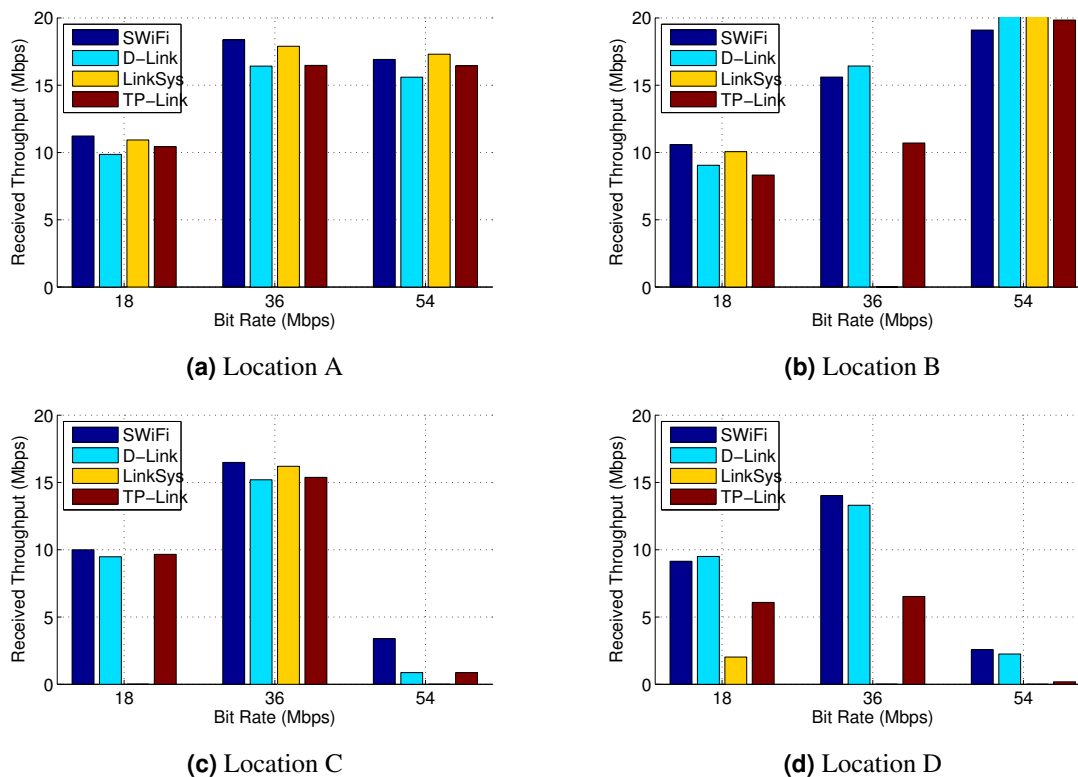 20
15
10
5
0
Received Throughput (Mbps)
SWiFi
D-Link
LinkSys
TP-Link
18 36 54
Bit Rate (Mbps)
(a) Location A
20
15
10
5
0
Received Throughput (Mbps)
SWiFi
D-Link
LinkSys
TP-Link
18 36 54
Bit Rate (Mbps)
(b) Location B
20
15
10
5
0
Received Throughput (Mbps)
SWiFi
D-Link
LinkSys
TP-Link
18 36 54
Bit Rate (Mbps)
(c) Location C
20
15
10
5
0
Received Throughput (Mbps)
SWiFi
D-Link
LinkSys
TP-Link
18 36 54
Bit Rate (Mbps)
(d) Location D